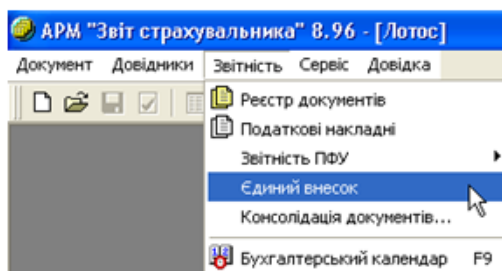 АРМ "Звіт страхувальника" 8.96 - [Лотос]
Документ Довідники Звітність Сервіс Довідка
Реєстр документів
Податкові накладні
Звітність ПФУ
Єдиний внесок
Консолідація документів...
Бухгалтерський календар F9